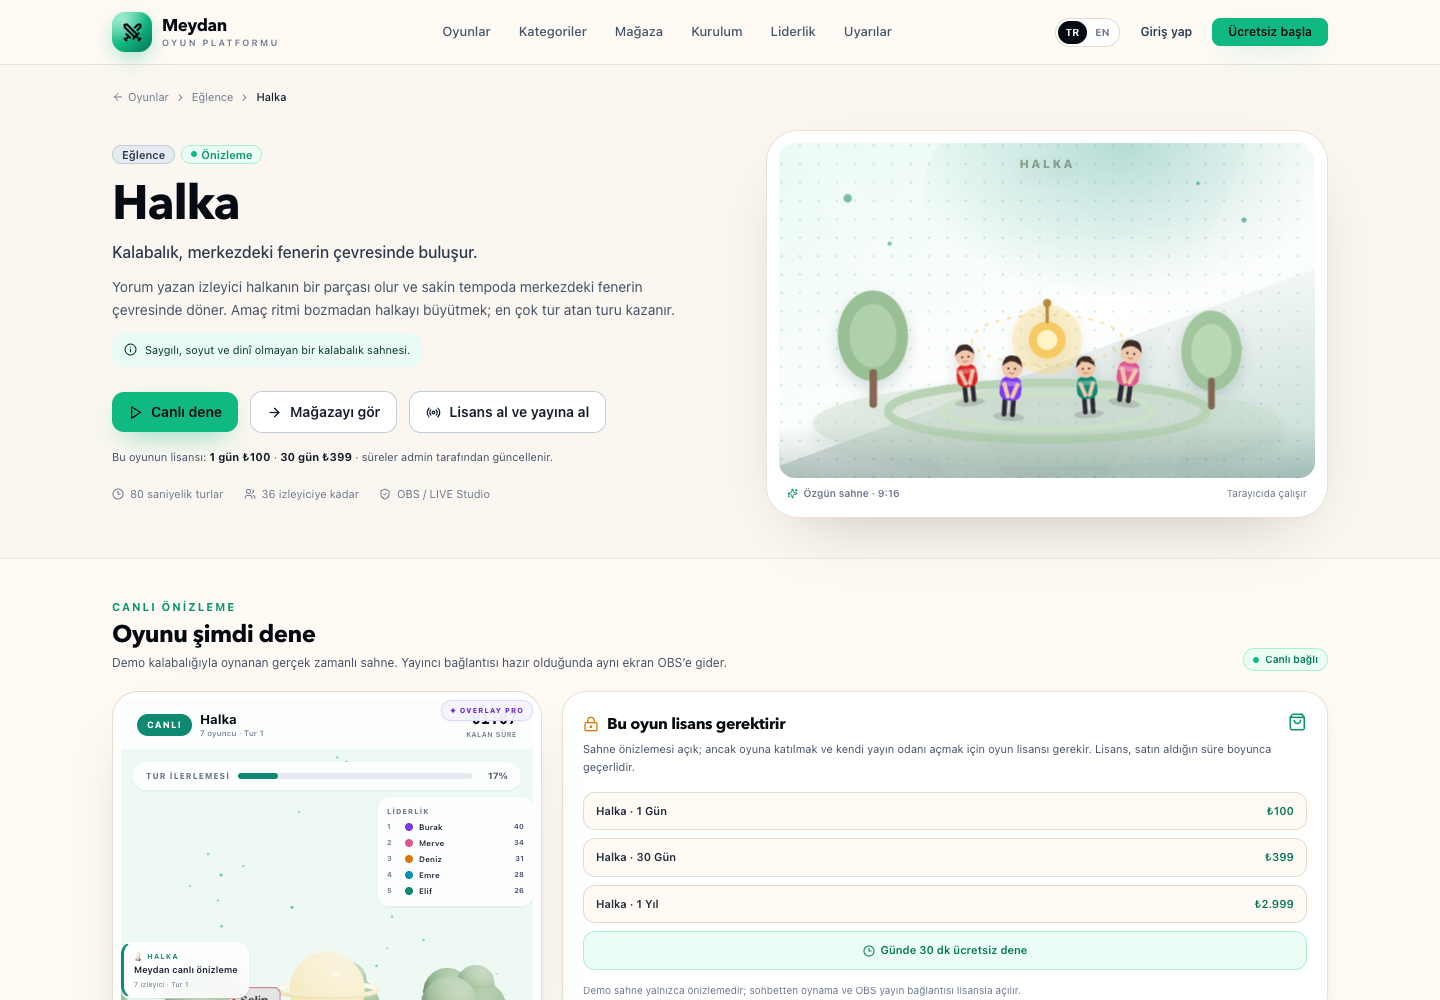 Meydan
OYUN PLATFORMU
Oyunlar
Kategoriler
Mağaza
Kurulum
Liderlik
Uyarılar
TR
EN
Giriş yap
Ücretsiz başla
Oyunlar
Eğlence
Halka
Eğlence
Önizleme
Halka
Kalabalık, merkezdeki fenerin çevresinde buluşur.
Yorum yazan izleyici halkanın bir parçası olur ve sakin tempoda merkezdeki fenerin
çevresinde döner. Amaç ritmi bozmadan halkayı büyütmek; en çok tur atan turu kazanır.
Saygılı, soyut ve dinî olmayan bir kalabalık sahnesi.
Canlı dene
Mağazayı gör
Lisans al ve yayına al
Bu oyunun lisansı: 1 gün ₺100 · 30 gün ₺399 · süreler admin tarafından güncellenir.
80 saniyelik turlar
36 izleyiciye kadar
OBS / LIVE Studio
HALKA
Özgün sahne · 9:16
Tarayıcıda çalışır
CANLI ÖNİZLEME
Oyunu şimdi dene
Demo kalabalığıyla oynanan gerçek zamanlı sahne. Yayıncı bağlantısı hazır olduğunda aynı ekran OBS'e gider.
Canlı bağlı
CANLI
Halka
7 oyuncu · Tur 1
✦ OVERLAY PRO
KALAN SÜRE
TUR İLERLEMESİ
17%
LİDERLİK
1 Burak 40
2 Merve 34
3 Deniz 31
4 Emre 28
5 Elif 26
HALKA
Meydan canlı önizleme
7 izleyici · Tur 1
Bu oyun lisans gerektirir
Sahne önizlemesi açık; ancak oyuna katılmak ve kendi yayın odanı açmak için oyun lisansı gerekir. Lisans, satın aldığın süre boyunca
geçerlidir.
Halka · 1 Gün
₺100
Halka · 30 Gün
₺399
Halka · 1 Yıl
₺2.999
Günde 30 dk ücretsiz dene
Demo sahne yalnızca önizlemedir; sohbetten oynama ve OBS yayın bağlantısı lisansla açılır.